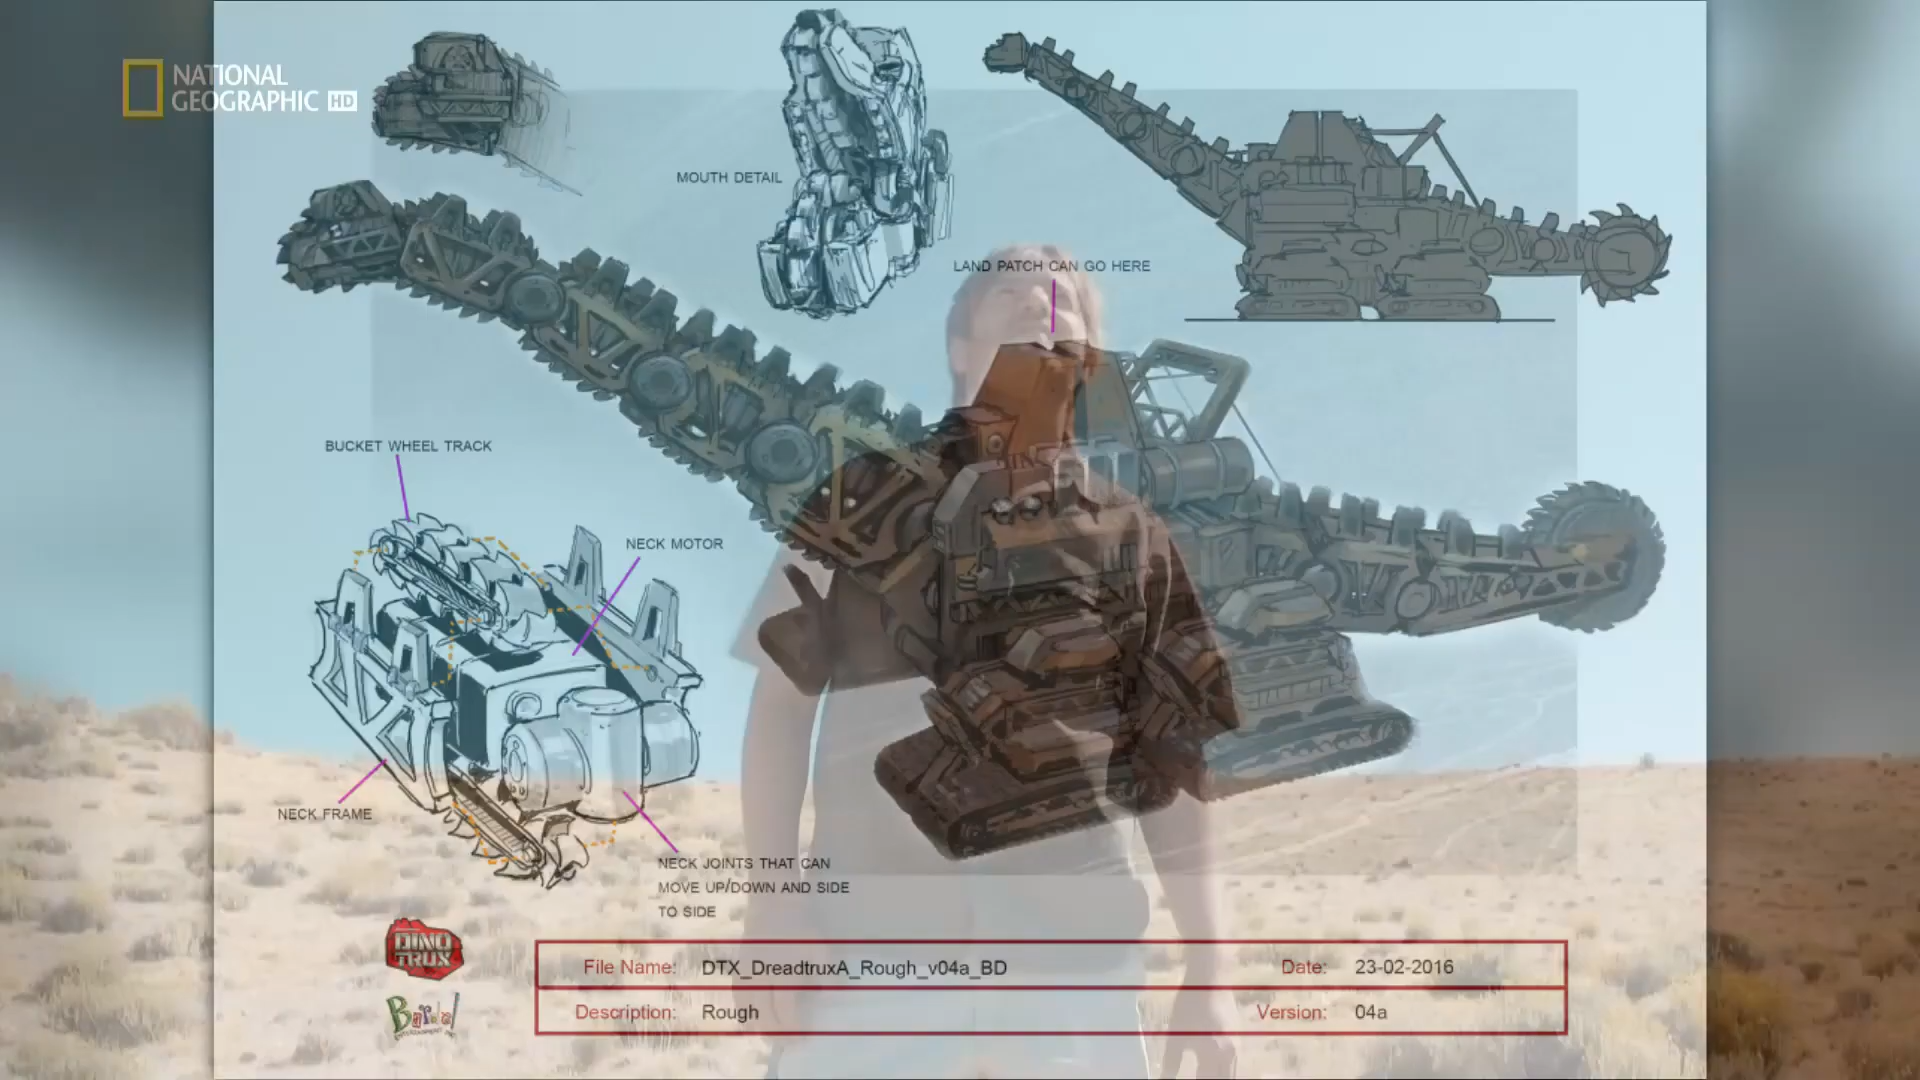 NATIONAL
GEOGRAPHIC HD
MOUTH DETAIL
LAND PATCH CAN GO HERE
BUCKET WHEEL TRACK
NECK MOTOR
NECK FRAME
NECK JOINTS THAT CAN
MOVE UP/DOWN AND SIDE
TO SIDE
DINO
TRUX
Bardel
File Name: DTX_DreadtruxA_Rough_v04a_BD
Date: 23-02-2016
Description: Rough
Version: 04a